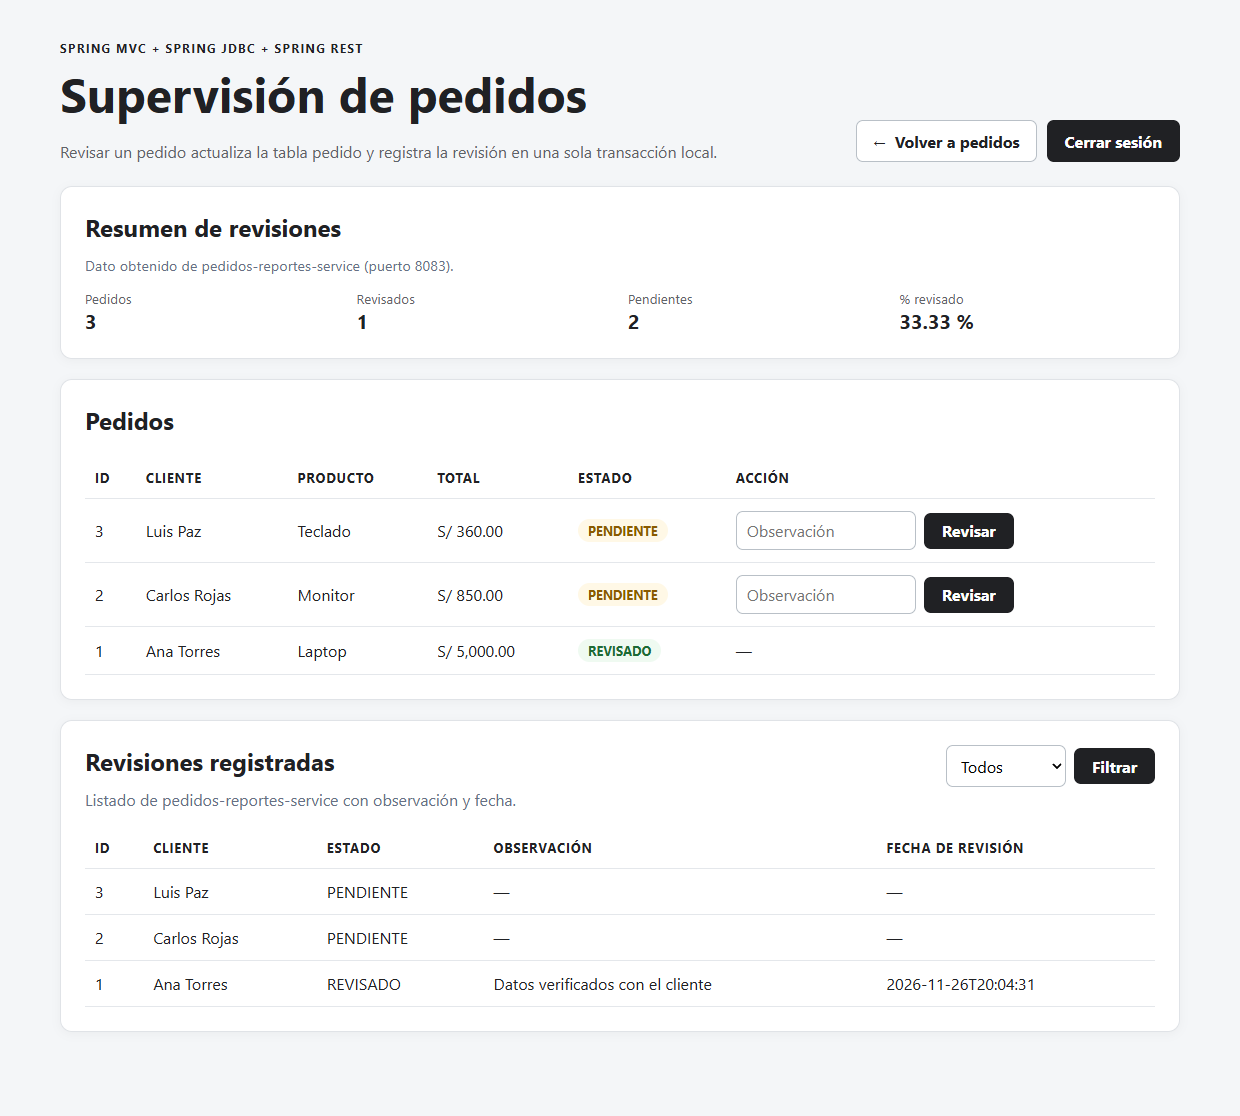 SPRING MVC + SPRING JDBC + SPRING REST
Supervisión de pedidos
Revisar un pedido actualiza la tabla pedido y registra la revisión en una sola transacción local.
← Volver a pedidos Cerrar sesión
Resumen de revisiones
Dato obtenido de pedidos-reportes-service (puerto 8083).
Pedidos Revisados Pendientes % revisado
3 1 2 33.33 %
Pedidos
ID CLIENTE PRODUCTO TOTAL ESTADO ACCIÓN
3 Luis Paz Teclado S/ 360.00 PENDIENTE Observación Revisar
2 Carlos Rojas Monitor S/ 850.00 PENDIENTE Observación Revisar
1 Ana Torres Laptop S/ 5,000.00 REVISADO —
Revisiones registradas Todos Filtrar
Listado de pedidos-reportes-service con observación y fecha.
ID CLIENTE ESTADO OBSERVACIÓN FECHA DE REVISIÓN
3 Luis Paz PENDIENTE — —
2 Carlos Rojas PENDIENTE — —
1 Ana Torres REVISADO Datos verificados con el cliente 2026-11-26T20:04:31